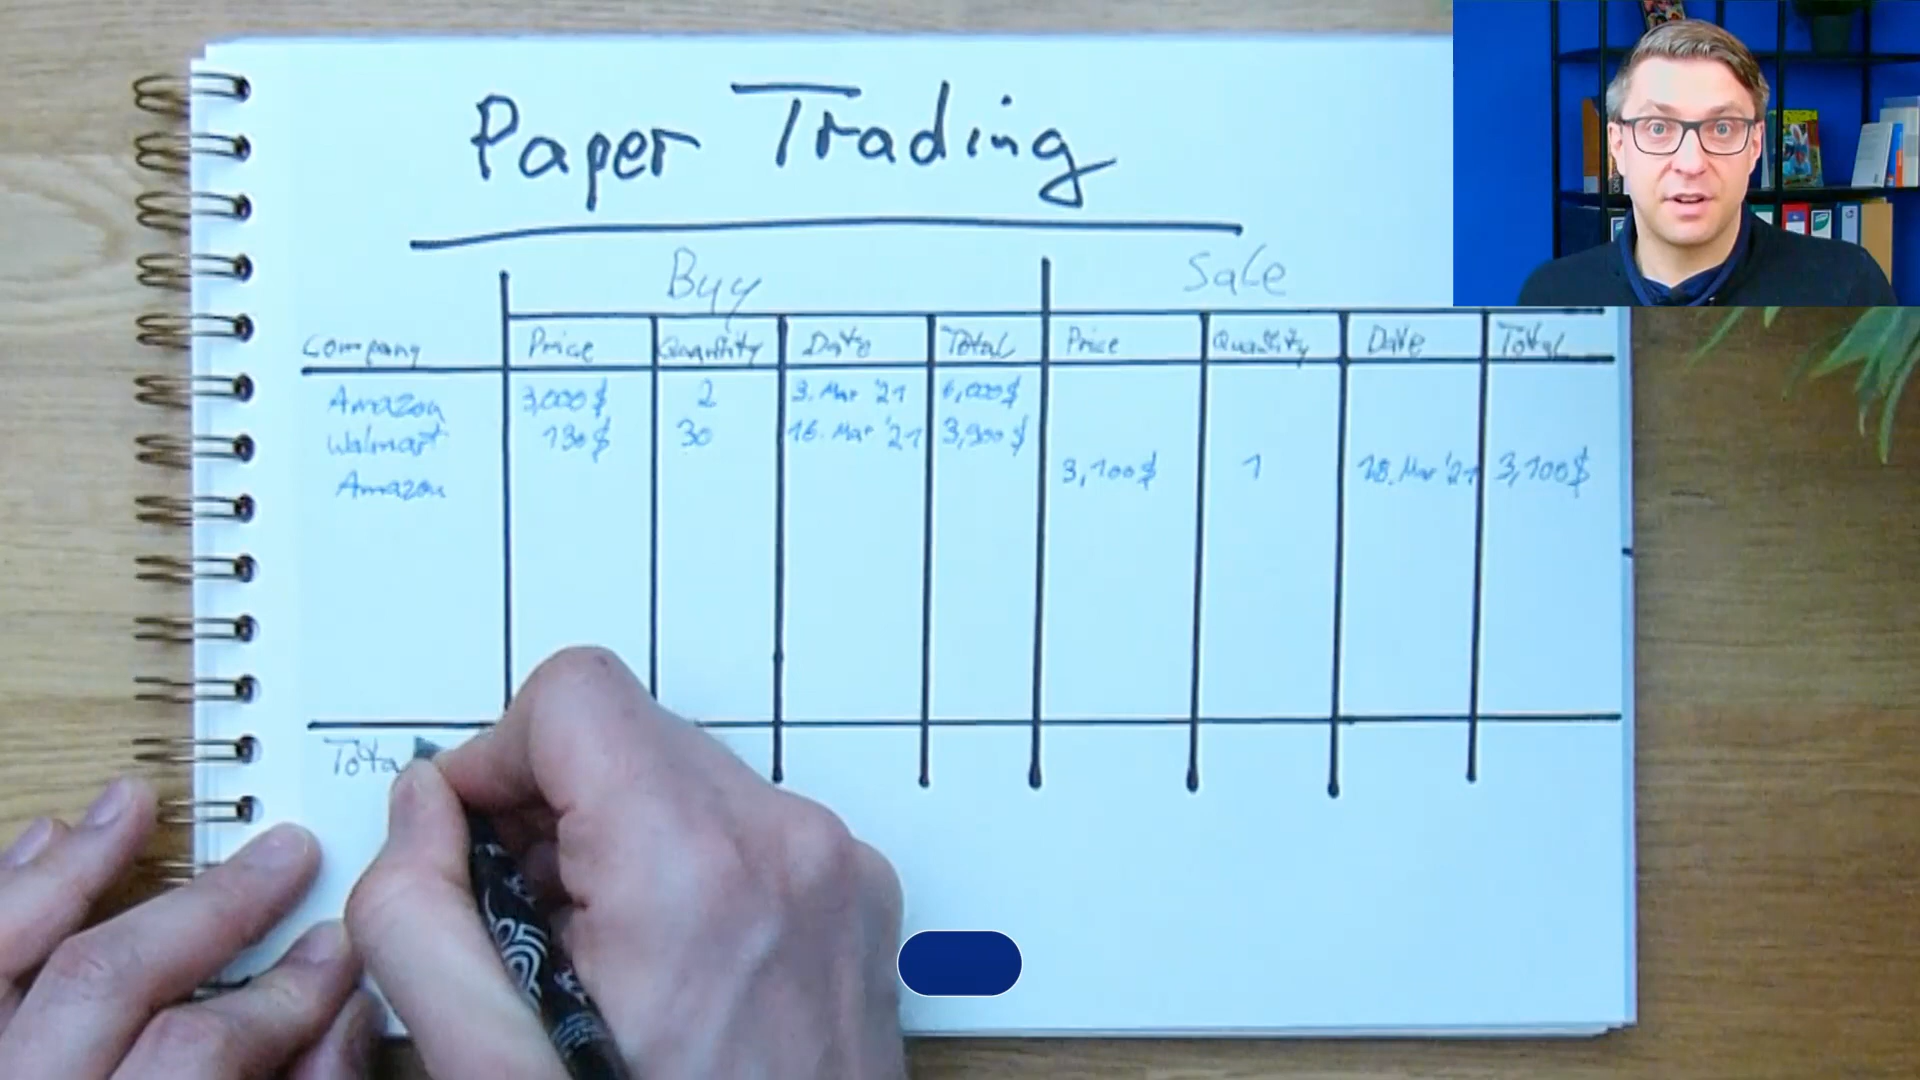 Paper Trading
Buy Sale
Company Price Quantity Date Total Price Quantity Date Total
Amazon 3,000$ 2 3. Mar '21 6,000$
Walmart 130$ 30 16. Mar '21 3,900$
Amazon 3,100$ 1 18. Mar '21 3,100$
Tota